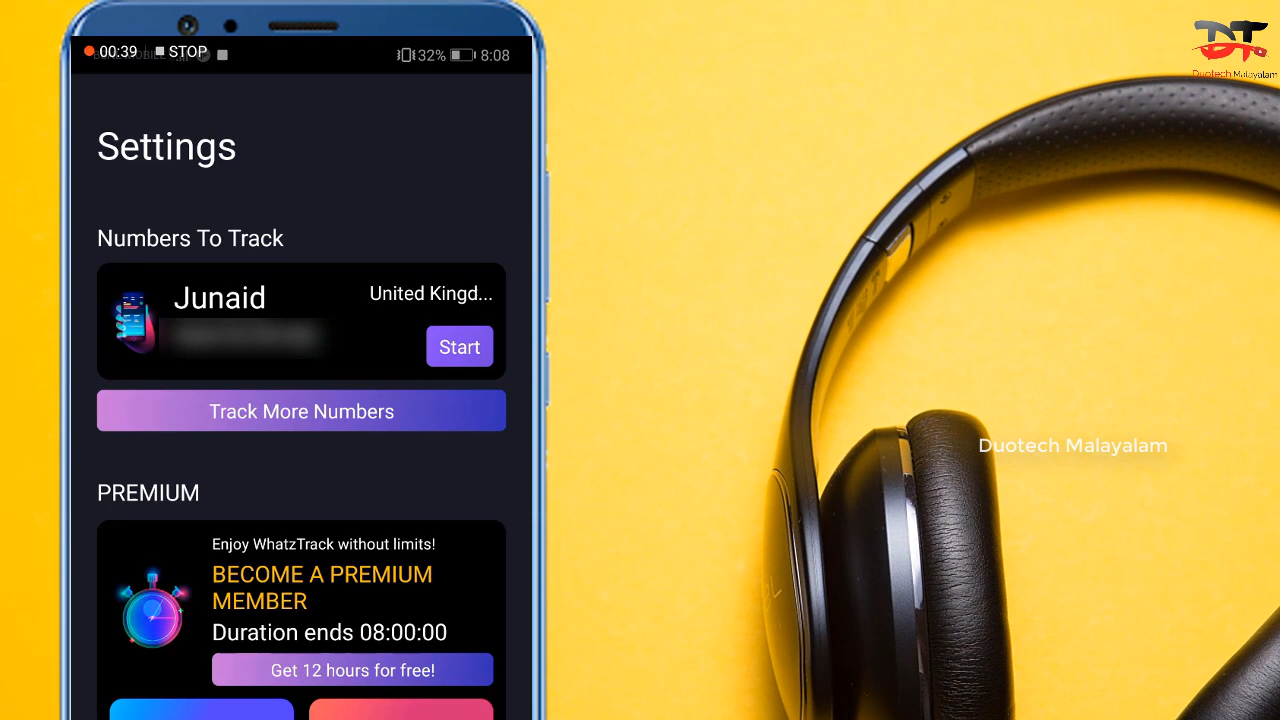 00:39 STOP
32% 8:08
DT
Duotech Malayalam
Settings
Numbers To Track
Junaid
United Kingd...
Start
Track More Numbers
Duotech Malayalam
PREMIUM
Enjoy WhatzTrack without limits!
BECOME A PREMIUM
MEMBER
Duration ends 08:00:00
Get 12 hours for free!